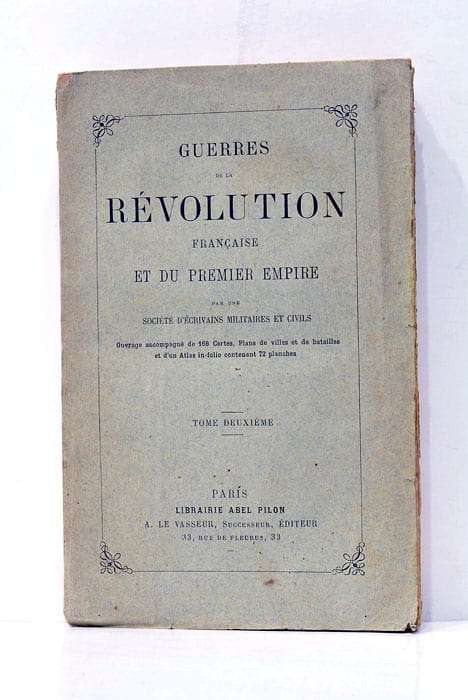 GUERRES
DE LA
RÉVOLUTION
FRANÇAISE
ET DU PREMIER EMPIRE
PAR UNE
SOCIÉTÉ D'ÉCRIVAINS MILITAIRES ET CIVILS
Ouvrage accompagné de 166 Cartes, Plans de villes et de batailles
et d'un Atlas in-folio contenant 72 planches
TOME DEUXIÈME
PARIS
LIBRAIRIE ABEL PILON
A. LE VASSEUR, SUCCESSEUR, ÉDITEUR
33, RUE DE FLEURUS, 33